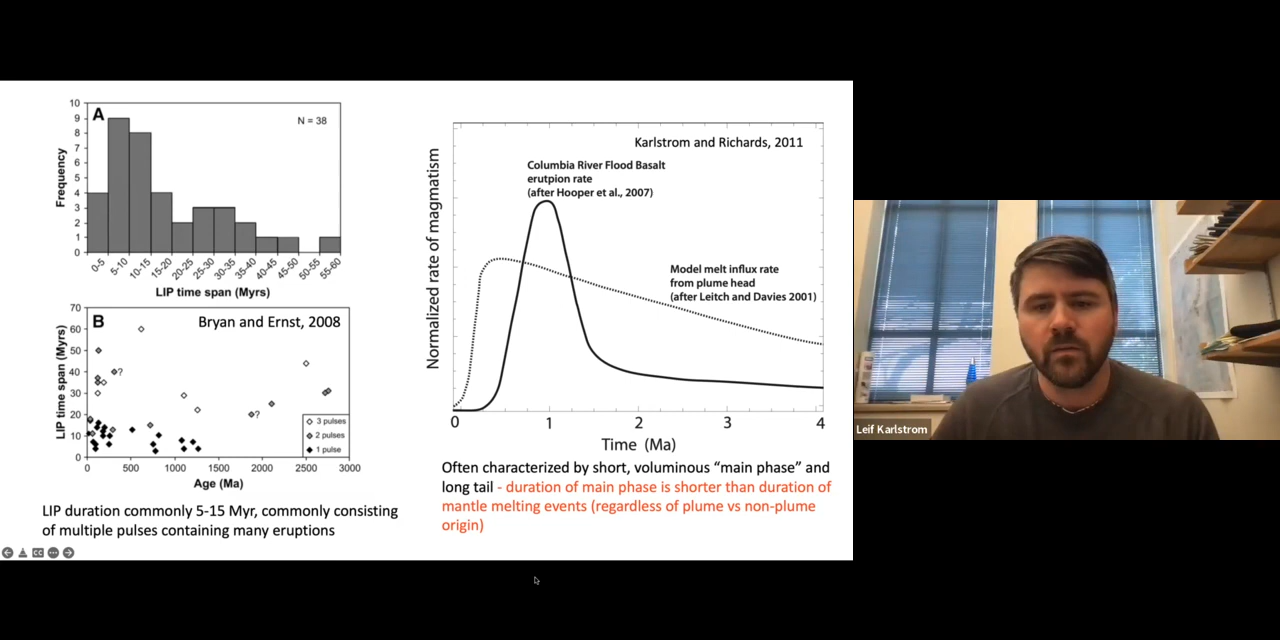 A
N = 38
10
9
8
7
6
5
4
3
2
1
0
Frequency
0-5
5-10
10-15
15-20
20-25
25-30
30-35
35-40
40-45
45-50
50-55
55-60
LIP time span (Myrs)
B
Bryan and Ernst, 2008
70
60
50
40
30
20
10
0
LIP time span (Myrs)
?
?
3 pulses
2 pulses
1 pulse
0
500
1000
1500
2000
2500
3000
Age (Ma)
LIP duration commonly 5-15 Myr, commonly consisting
of multiple pulses containing many eruptions
Karlstrom and Richards, 2011
Columbia River Flood Basalt
erutpion rate
(after Hooper et al., 2007)
Model melt influx rate
from plume head
(after Leitch and Davies 2001)
Normalized rate of magmatism
0
1
2
3
4
Time (Ma)
Often characterized by short, voluminous “main phase” and
long tail - duration of main phase is shorter than duration of
mantle melting events (regardless of plume vs non-plume
origin)
CC
Leif Karlstrom